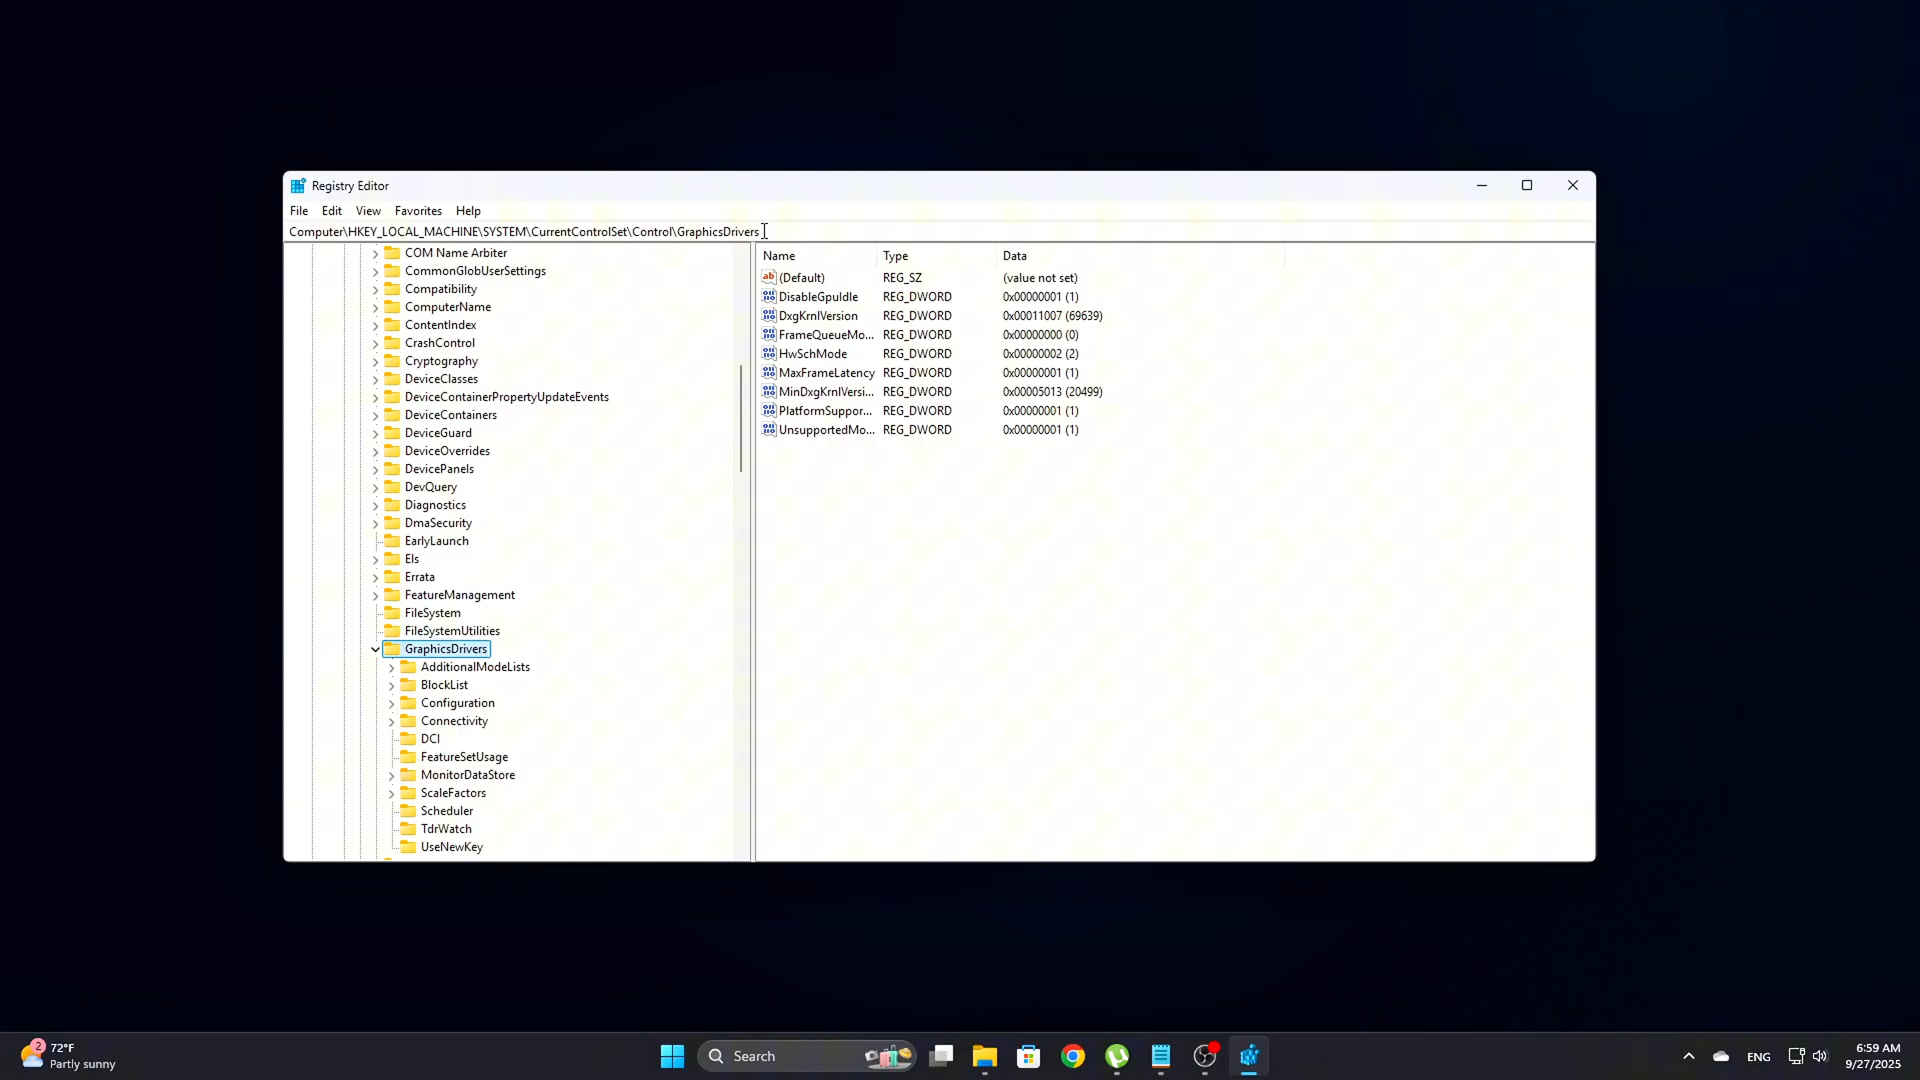 Registry Editor
File Edit View Favorites Help
Computer\HKEY_LOCAL_MACHINE\SYSTEM\CurrentControlSet\Control\GraphicsDrivers
COM Name Arbiter
CommonGlobUserSettings
Compatibility
ComputerName
ContentIndex
CrashControl
Cryptography
DeviceClasses
DeviceContainerPropertyUpdateEvents
DeviceContainers
DeviceGuard
DeviceOverrides
DevicePanels
DevQuery
Diagnostics
DmaSecurity
EarlyLaunch
Els
Errata
FeatureManagement
FileSystem
FileSystemUtilities
GraphicsDrivers
AdditionalModeLists
BlockList
Configuration
Connectivity
DCI
FeatureSetUsage
MonitorDataStore
ScaleFactors
Scheduler
TdrWatch
UseNewKey
Name Type Data
(Default) REG_SZ (value not set)
DisableGpuIdle REG_DWORD 0x00000001 (1)
DxgKrnlVersion REG_DWORD 0x00011007 (69639)
FrameQueueMo... REG_DWORD 0x00000000 (0)
HwSchMode REG_DWORD 0x00000002 (2)
MaxFrameLatency REG_DWORD 0x00000001 (1)
MinDxgKrnlVersi... REG_DWORD 0x00005013 (20499)
PlatformSuppor... REG_DWORD 0x00000001 (1)
UnsupportedMo... REG_DWORD 0x00000001 (1)
2 72°F
Partly sunny
Search
ENG
6:59 AM
9/27/2025